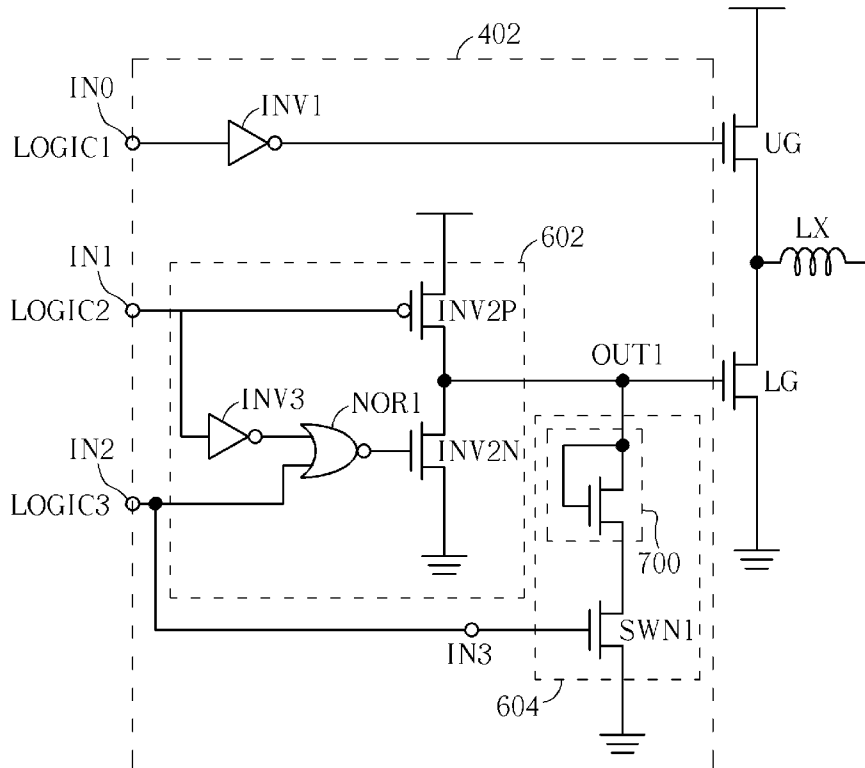 402
IN0
INV1
LOGIC1
UG
LX
IN1
602
LOGIC2
INV2P
OUT1
LG
INV3
NOR1
INV2N
IN2
LOGIC3
700
IN3
SWN1
604